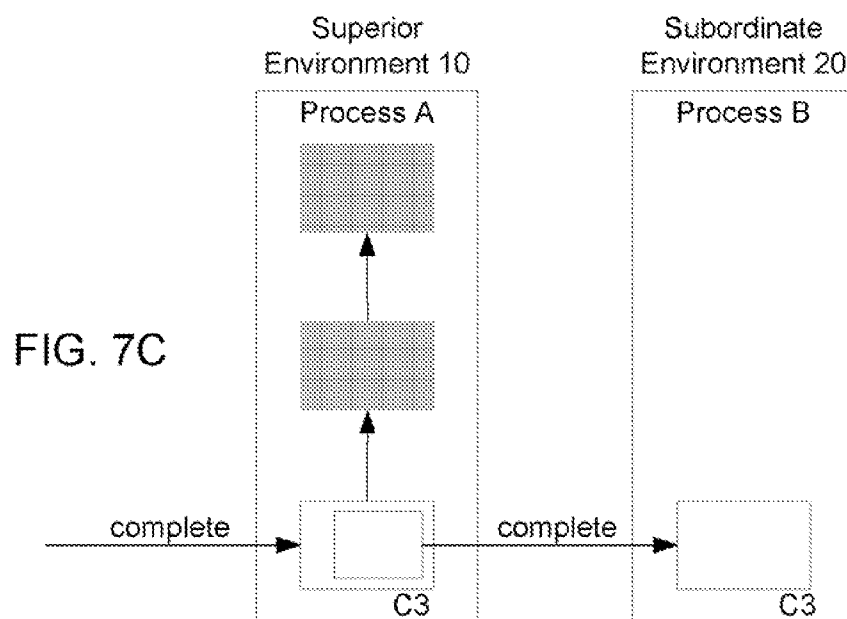 Superior
Environment 10
Subordinate
Environment 20
Process A
Process B
FIG. 7C
complete
complete
C3
C3